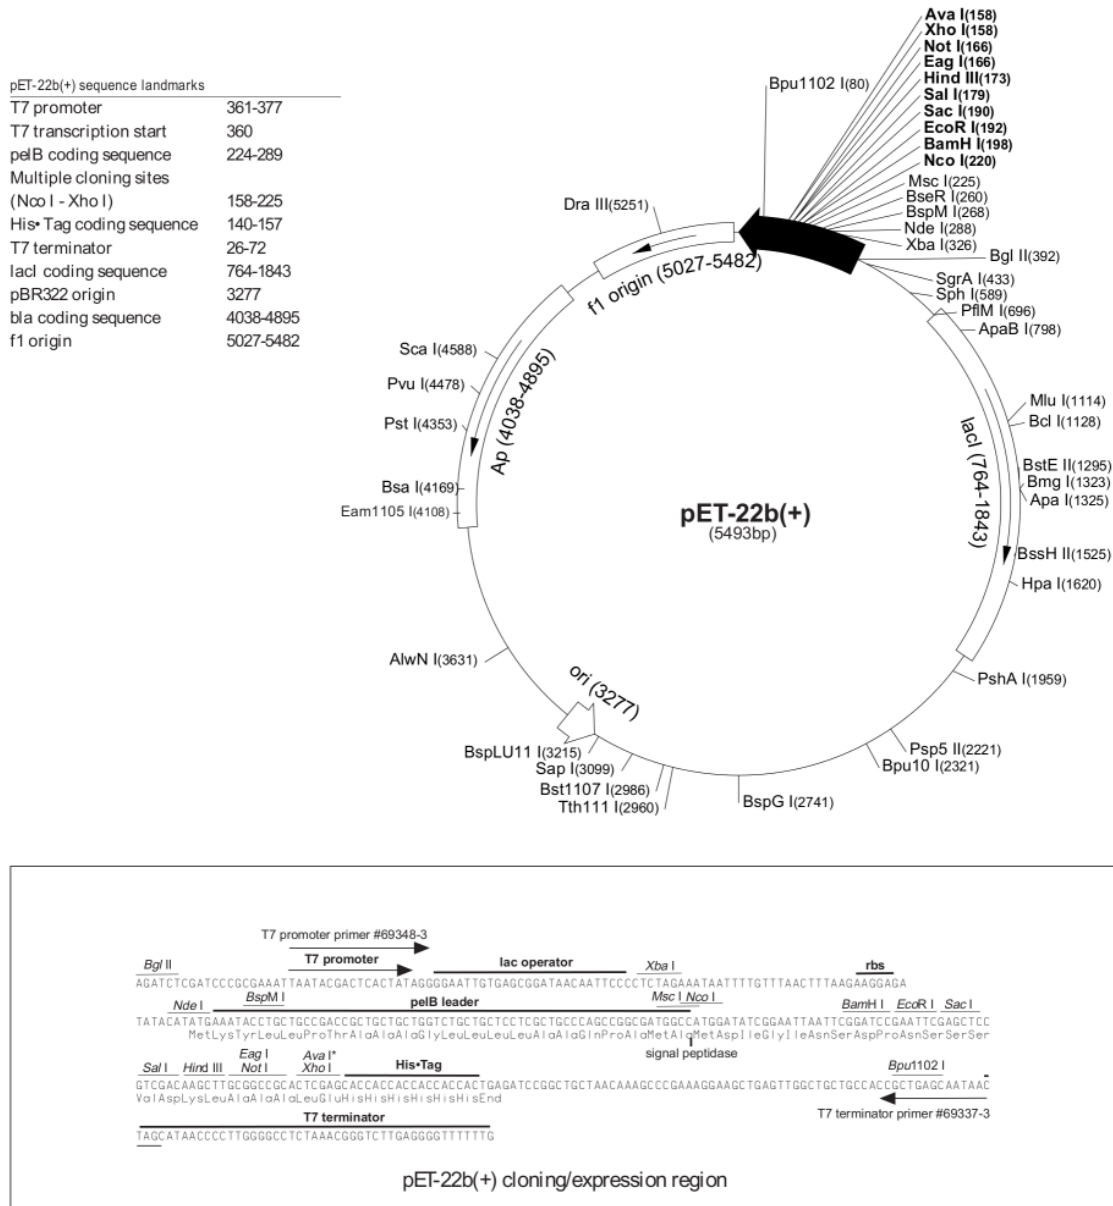 pET-22b(+) sequence landmarks
T7 promoter 361-377
T7 transcription start 360
pelB coding sequence 224-289
Multiple cloning sites
(Nco I - Xho I) 158-225
His•Tag coding sequence 140-157
T7 terminator 26-72
lacI coding sequence 764-1843
pBR322 origin 3277
bla coding sequence 4038-4895
f1 origin 5027-5482
Ava I(158)
Xho I(158)
Not I(166)
Eag I(166)
Hind III(173)
Sal I(179)
Sac I(190)
EcoR I(192)
BamH I(198)
Nco I(220)
Msc I(225)
BseR I(260)
BspM I(268)
Nde I(288)
Xba I(326)
Bgl II(392)
SgrA I(433)
Sph I(589)
PflM I(696)
ApaB I(798)
Mlu I(1114)
Bcl I(1128)
BstE II(1295)
Bmg I(1323)
Apa I(1325)
BssH II(1525)
Hpa I(1620)
PshA I(1959)
Psp5 II(2221)
Bpu10 I(2321)
BspG I(2741)
Tth111 I(2960)
Bst1107 I(2986)
Sap I(3099)
BspLU11 I(3215)
AlwN I(3631)
Eam1105 I(4108)
Bsa I(4169)
Pst I(4353)
Pvu I(4478)
Sca I(4588)
Dra III(5251)
Bpu1102 I(80)
f1 origin (5027-5482)
lacI (764-1843)
ori (3277)
Ap (4038-4895)
pET-22b(+)
(5493bp)
T7 promoter primer #69348-3
Bgl II T7 promoter lac operator Xba I rbs
AGATCTCGATCCCGCGAAATTAATACGACTCACTATAGGGGAATTGTGAGCGGATAACAATTCCCCTCTAGAAATAATTTTGTTTAACTTTAAGAAGGAGA
Nde I BspM I pelB leader Msc I Nco I BamH I EcoR I Sac I
TATACATATGAAATACCTGCTGCCGACCGCTGCTGCTGGTCTGCTGCTCCTCGCTGCCCAGCCGGCGATGGCCATGGATATCGGAATTAATTCGGATCCGAATTCGAGCTCC
MetLysTyrLeuLeuProThrAlaAlaAlaGlyLeuLeuLeuLeuAlaAlaGlnProAlaMetAlaMetAspIleGlyIleAsnSerAspProAsnSerSerSer
signal peptidase
Sal I Hind III Eag I Not I Ava I* Xho I His•Tag Bpu1102 I
GTCGACAAGCTTGCGGCCGCACTCGAGCACCACCACCACCACCACTGAGATCCGGCTGCTAACAAAGCCCGAAAGGAAGCTGAGTTGGCTGCTGCCACCGCTGAGCAATAAC
ValAspLysLeuAlaAlaAlaLeuGluHisHisHisHisHisHisEnd
T7 terminator
T7 terminator primer #69337-3
TAGCATAACCCCTTGGGGCCTCTAAACGGGTCTTGAGGGGTTTTTTG
pET-22b(+) cloning/expression region